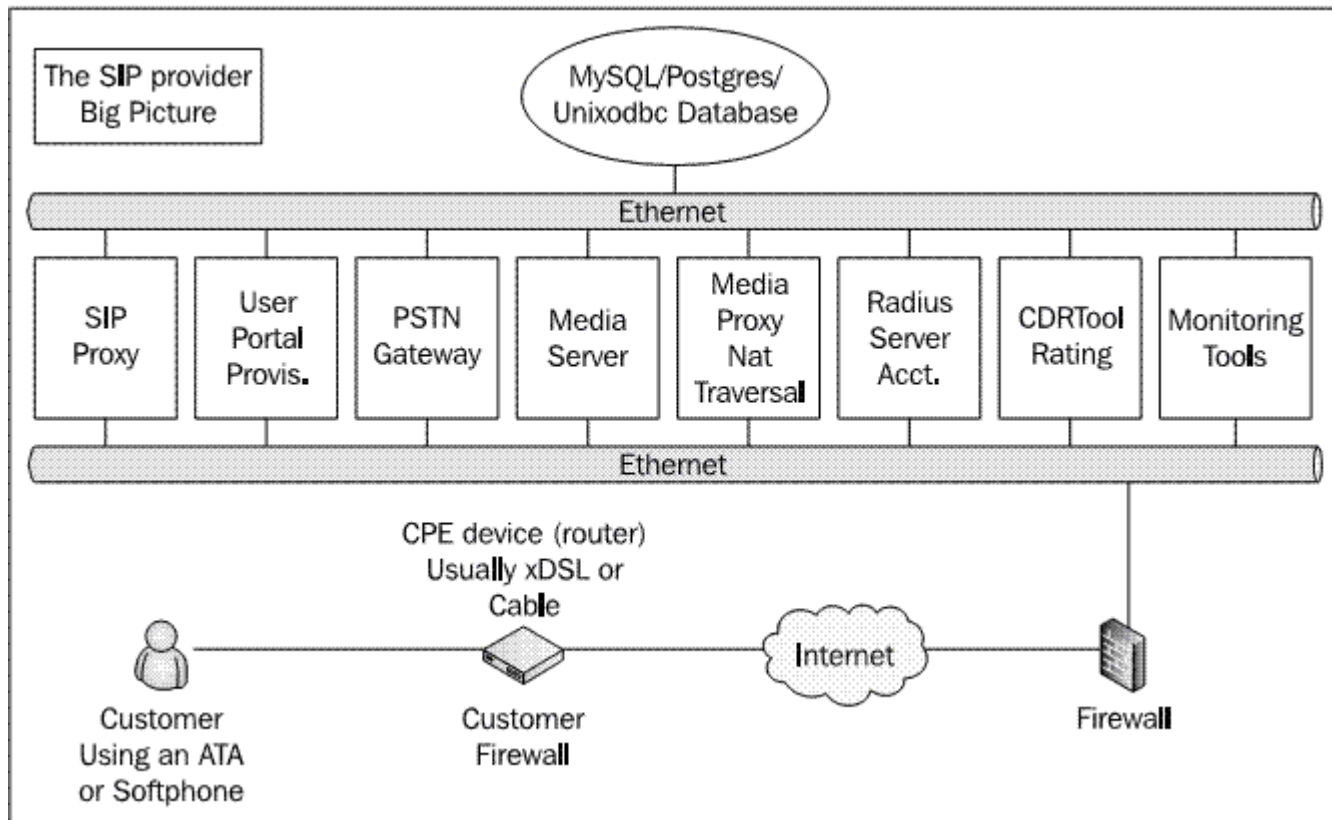 The SIP provider
Big Picture
MySQL/Postgres/
Unixodbc Database
Ethernet
SIP
Proxy
User
Portal
Provis.
PSTN
Gateway
Media
Server
Media
Proxy
Nat
Traversal
Radius
Server
Acct.
CDRTool
Rating
Monitoring
Tools
Ethernet
CPE device (router)
Usually xDSL or
Cable
Internet
Customer
Using an ATA
or Softphone
Customer
Firewall
Firewall